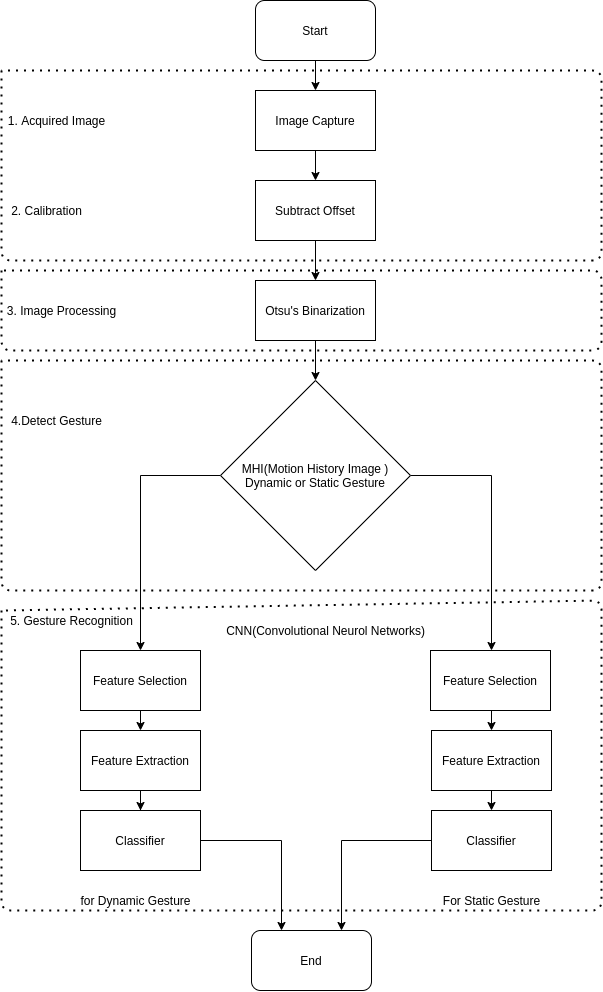 Start
1. Acquired Image
Image Capture
2. Calibration
Subtract Offset
3. Image Processing
Otsu's Binarization
4.Detect Gesture
MHI(Motion History Image )
Dynamic or Static Gesture
5. Gesture Recognition
CNN(Convolutional Neurol Networks)
Feature Selection
Feature Selection
Feature Extraction
Feature Extraction
Classifier
Classifier
for Dynamic Gesture
For Static Gesture
End